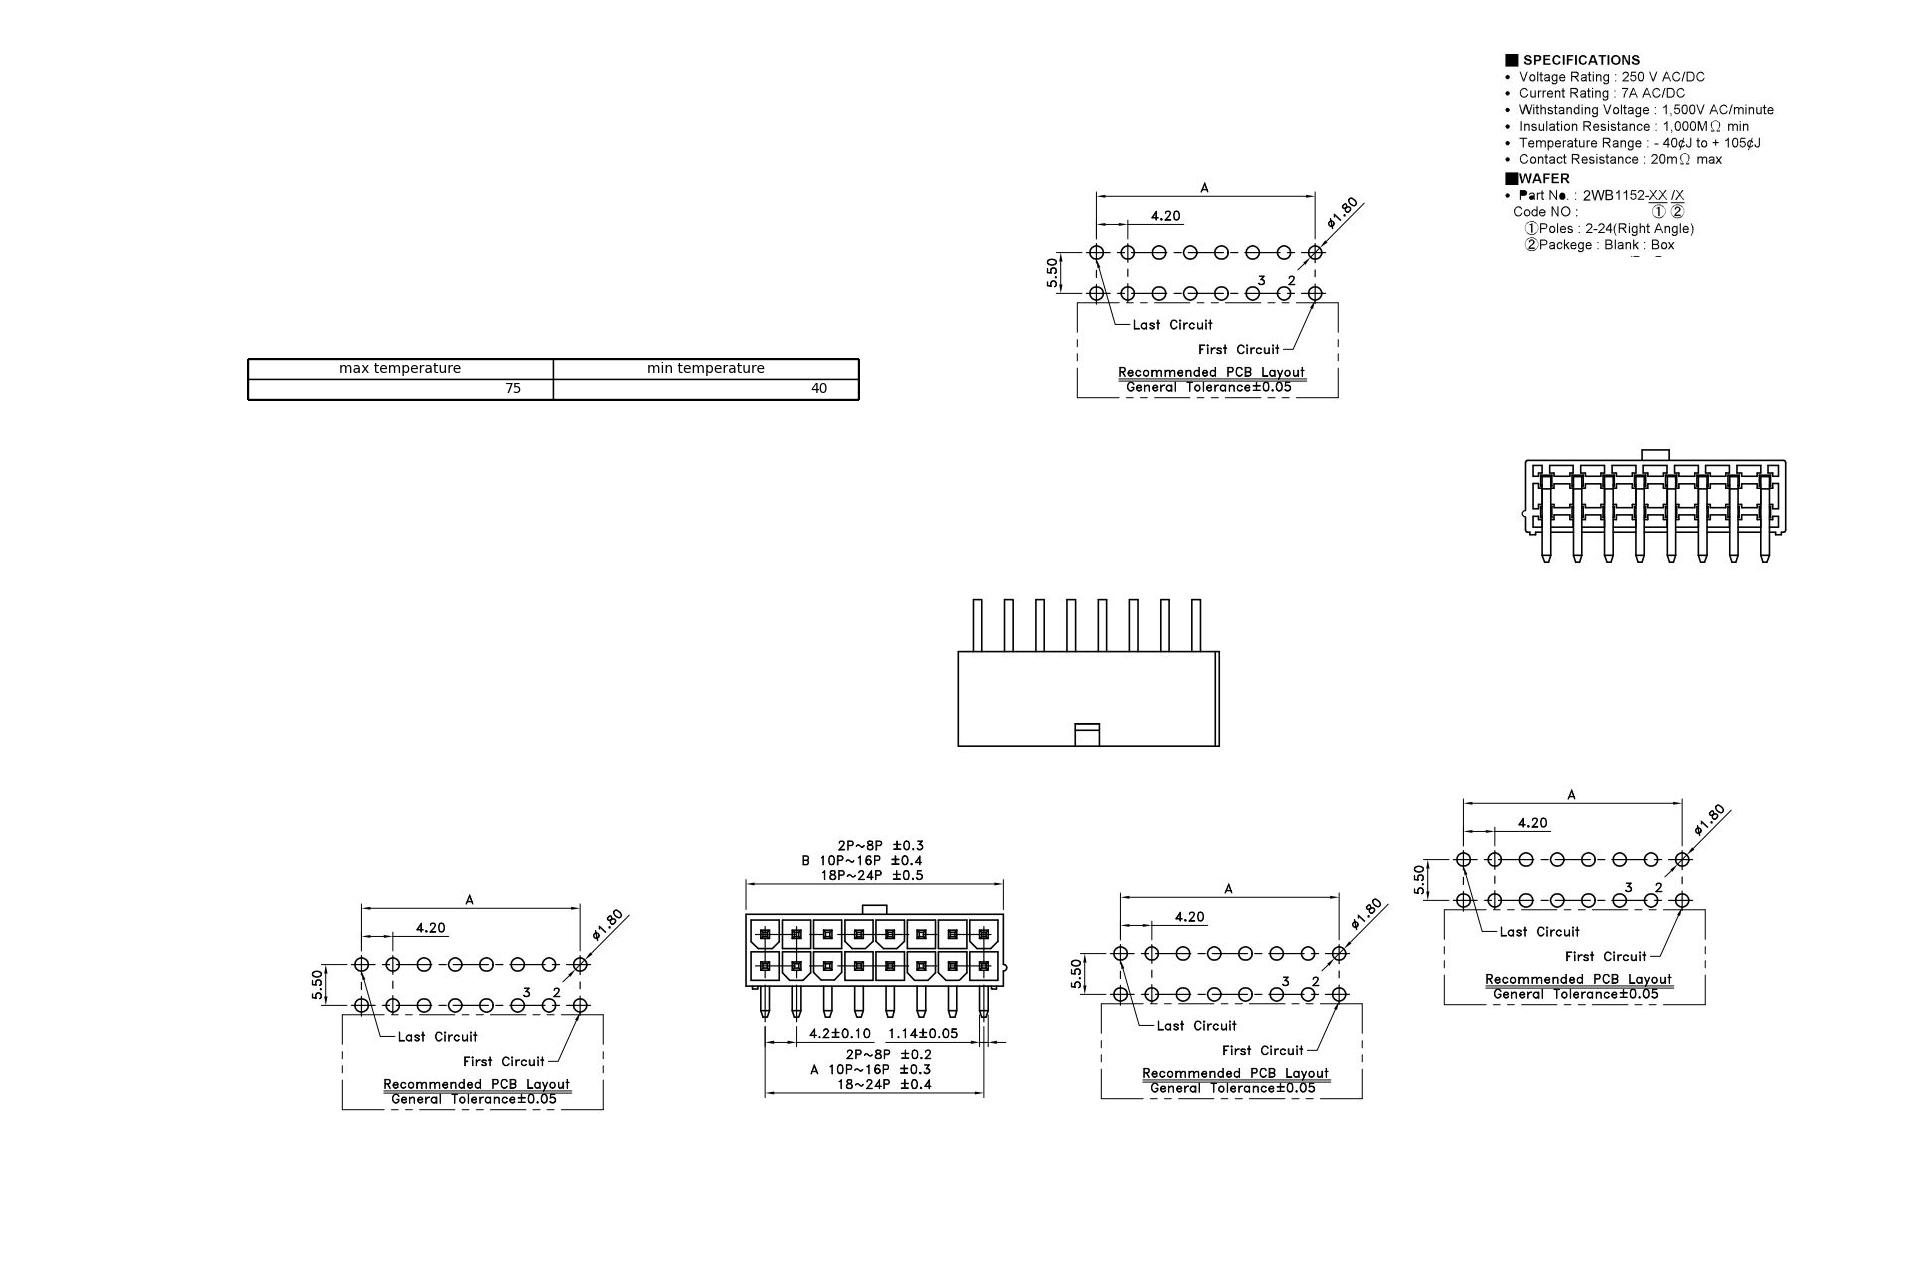 ■ SPECIFICATIONS
• Voltage Rating : 250 V AC/DC
• Current Rating : 7A AC/DC
• Withstanding Voltage : 1,500V AC/minute
• Insulation Resistance : 1,000MΩ min
• Temperature Range : - 40¢J to + 105¢J
• Contact Resistance : 20mΩ max
■WAFER
• Part No. : 2WB1152-XX /X
Code NO : ① ②
①Poles : 2-24(Right Angle)
②Packege : Blank : Box
A
4.20
ø1.80
5.50
3 2
Last Circuit
First Circuit
Recommended PCB Layout
General Tolerance±0.05
max temperature min temperature
75 40
A
4.20
ø1.80
5.50
3 2
Last Circuit
First Circuit
Recommended PCB Layout
General Tolerance±0.05
2P~8P ±0.3
B 10P~16P ±0.4
18P~24P ±0.5
4.2±0.10 1.14±0.05
2P~8P ±0.2
A 10P~16P ±0.3
18~24P ±0.4
A
4.20
ø1.80
5.50
3 2
Last Circuit
First Circuit
Recommended PCB Layout
General Tolerance±0.05
A
4.20
ø1.80
5.50
3 2
Last Circuit
First Circuit
Recommended PCB Layout
General Tolerance±0.05